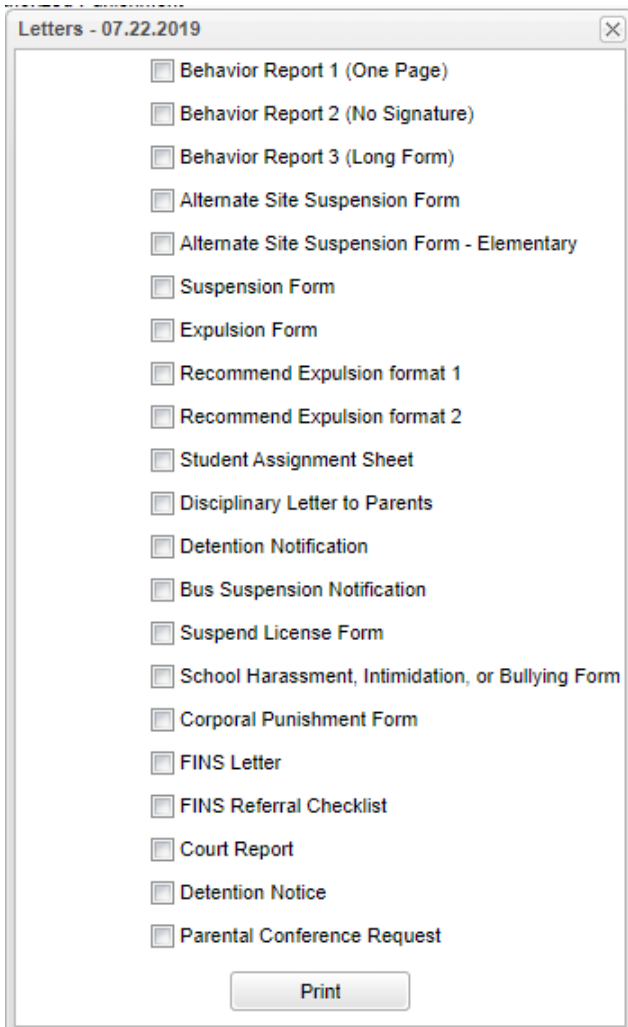 Letters - 07.22.2019
Behavior Report 1 (One Page)
Behavior Report 2 (No Signature)
Behavior Report 3 (Long Form)
Alternate Site Suspension Form
Alternate Site Suspension Form - Elementary
Suspension Form
Expulsion Form
Recommend Expulsion format 1
Recommend Expulsion format 2
Student Assignment Sheet
Disciplinary Letter to Parents
Detention Notification
Bus Suspension Notification
Suspend License Form
School Harassment, Intimidation, or Bullying Form
Corporal Punishment Form
FINS Letter
FINS Referral Checklist
Court Report
Detention Notice
Parental Conference Request
Print